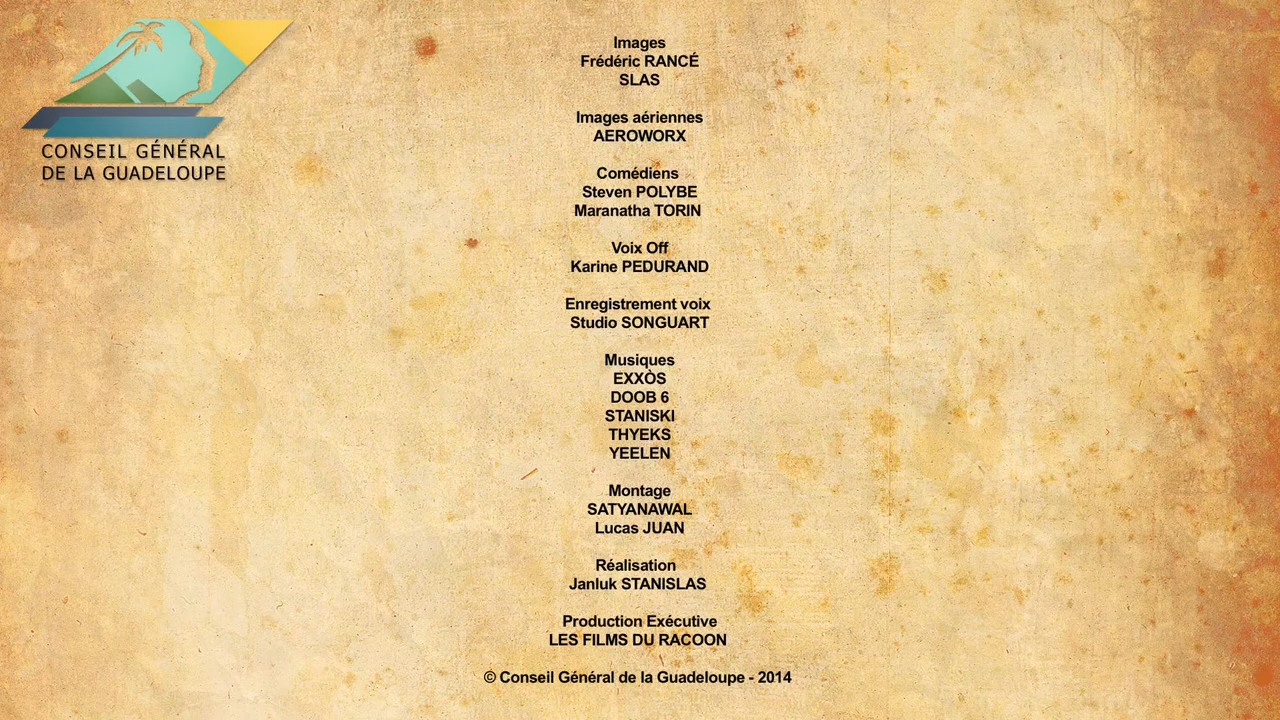 CONSEIL GÉNÉRAL
DE LA GUADELOUPE
Images
Frédéric RANCÉ
SLAS
Images aériennes
AEROWORX
Comédiens
Steven POLYBE
Maranatha TORIN
Voix Off
Karine PEDURAND
Enregistrement voix
Studio SONGUART
Musiques
EXXÒS
DOOB 6
STANISKI
THYEKS
YEELEN
Montage
SATYANAWAL
Lucas JUAN
Réalisation
Janluk STANISLAS
Production Exécutive
LES FILMS DU RACOON
© Conseil Général de la Guadeloupe - 2014